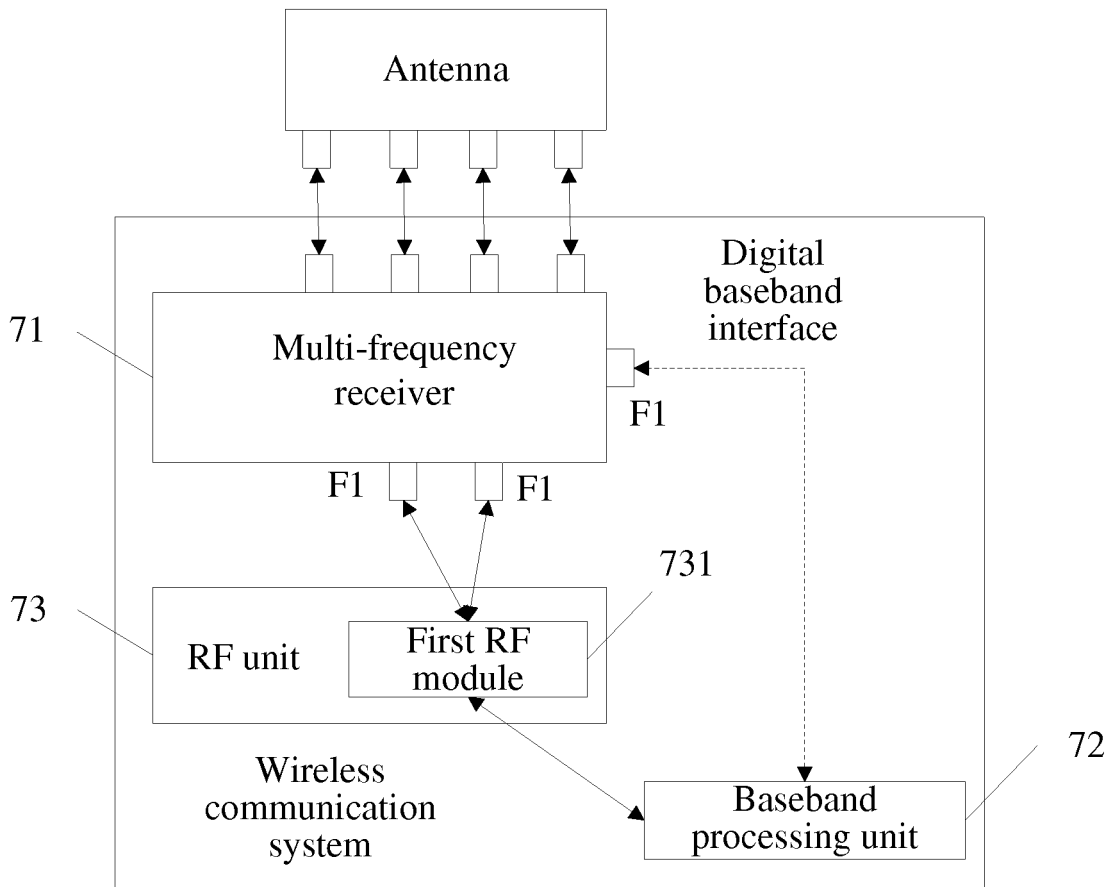 Antenna
Digital
baseband
interface
71
Multi-frequency
receiver
F1
F1
F1
731
73
RF unit
First RF
module
72
Wireless
communication
system
Baseband
processing unit